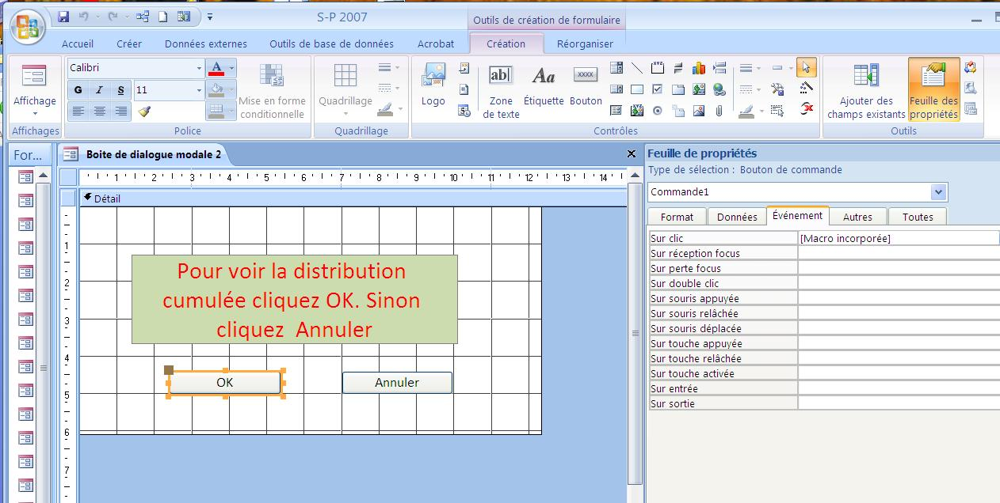 S-P 2007
Outils de création de formulaire
Accueil Créer Données externes Outils de base de données Acrobat Création Réorganiser
Affichage
Affichages
Calibri
G I S 11
Mise en forme conditionnelle
Police
Quadrillage
Quadrillage
Logo
ab|
Zone de texte
Aa
Étiquette
xxxx
Bouton
Contrôles
Ajouter des champs existants
Feuille des propriétés
Outils
For...
Boite de dialogue modale 2
1 2 3 4 5 6 7 8 9 10 11 12 13 14
Détail
1
2
3
4
5
6
7
Pour voir la distribution
cumulée cliquez OK. Sinon
cliquez Annuler
OK Annuler
Feuille de propriétés
Type de sélection : Bouton de commande
Commande1
Format Données Événement Autres Toutes
Sur clic [Macro incorporée]
Sur réception focus
Sur perte focus
Sur double clic
Sur souris appuyée
Sur souris relâchée
Sur souris déplacée
Sur touche appuyée
Sur touche relâchée
Sur touche activée
Sur entrée
Sur sortie